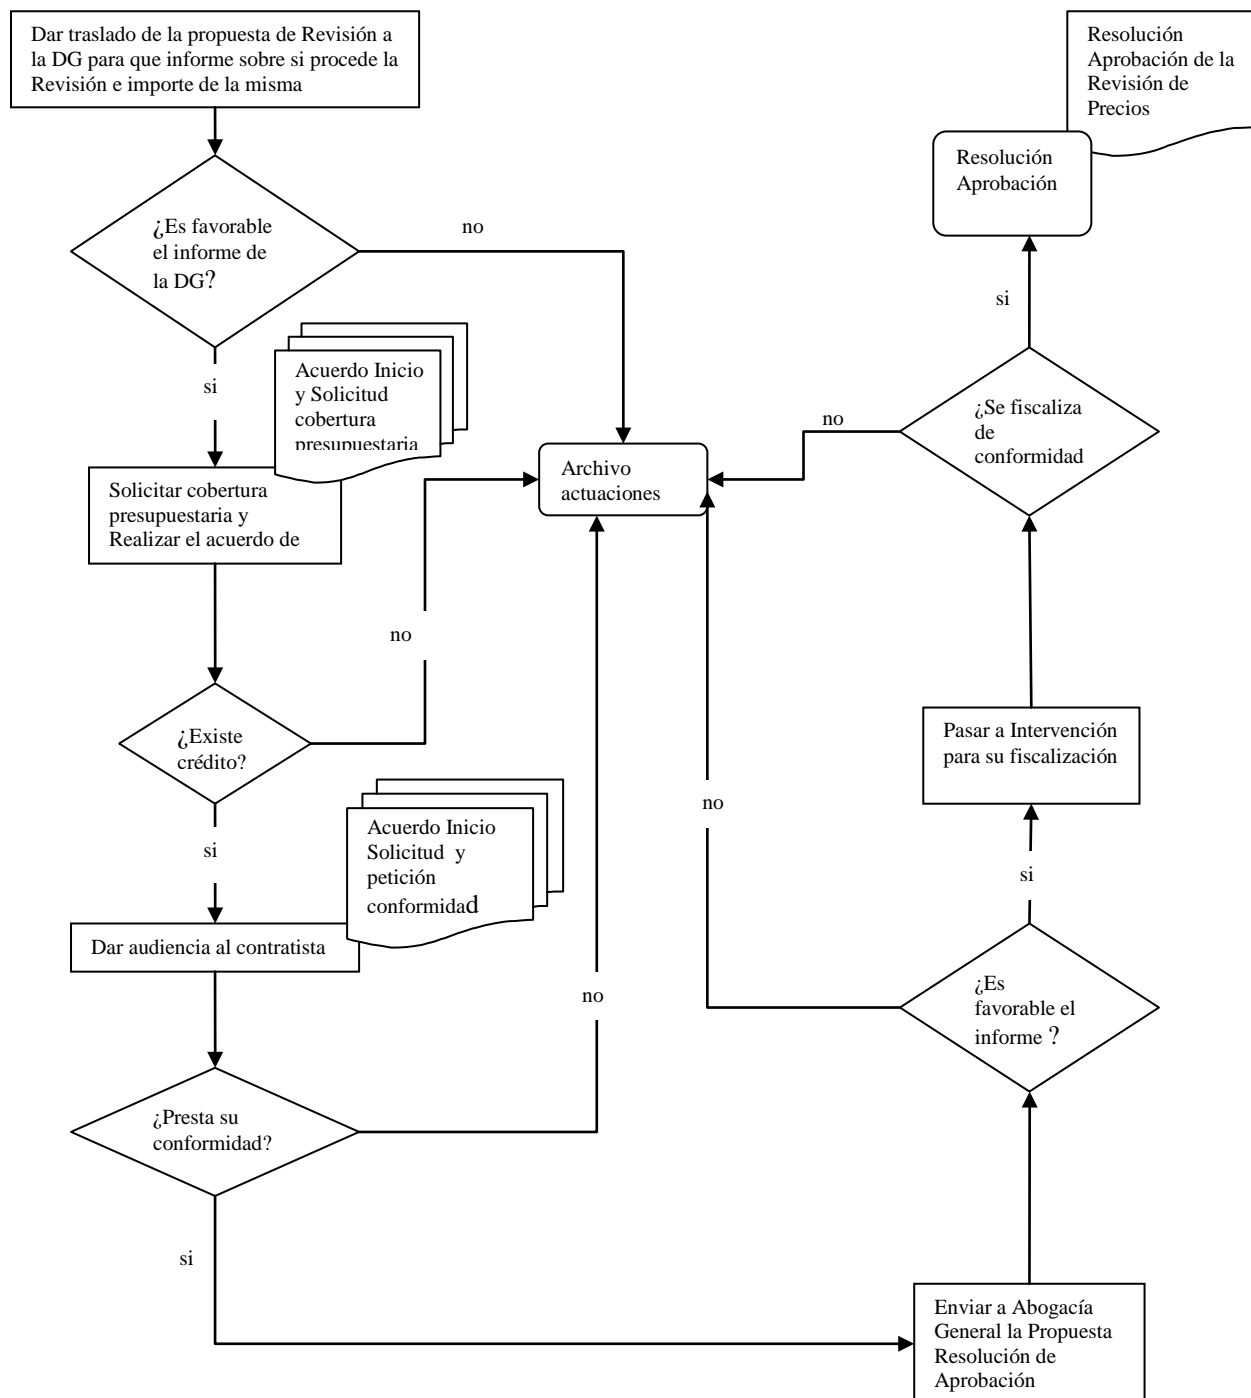 Dar traslado de la propuesta de Revisión a
la DG para que informe sobre si procede la
Revisión e importe de la misma
¿Es favorable
el informe de
la DG?
no
si
Acuerdo Inicio
y Solicitud
cobertura
presupuestaria
Solicitar cobertura
presupuestaria y
Realizar el acuerdo de
¿Existe
crédito?
no
si
Acuerdo Inicio
Solicitud y
petición
conformidad
Dar audiencia al contratista
¿Presta su
conformidad?
no
si
Archivo
actuaciones
Enviar a Abogacía
General la Propuesta
Resolución de
Aprobación
¿Es
favorable el
informe ?
no
si
Pasar a Intervención
para su fiscalización
¿Se fiscaliza
de
conformidad
no
si
Resolución
Aprobación
Resolución
Aprobación de la
Revisión de
Precios